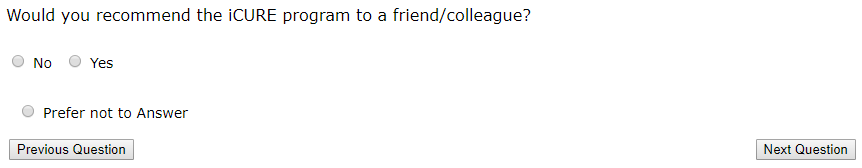 Would you recommend the iCURE program to a friend/colleague?
No Yes
Prefer not to Answer
Previous Question Next Question